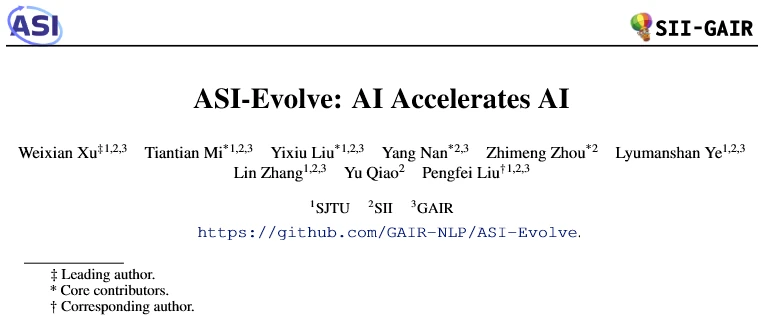 ASI
SII-GAIR
ASI-Evolve: AI Accelerates AI
Weixian Xu‡1,2,3 Tiantian Mi*1,2,3 Yixiu Liu*1,2,3 Yang Nan*2,3 Zhimeng Zhou*2 Lyumanshan Ye1,2,3
Lin Zhang1,2,3 Yu Qiao2 Pengfei Liu†1,2,3
1SJTU 2SII 3GAIR
https://github.com/GAIR-NLP/ASI-Evolve.
‡ Leading author.
* Core contributors.
† Corresponding author.